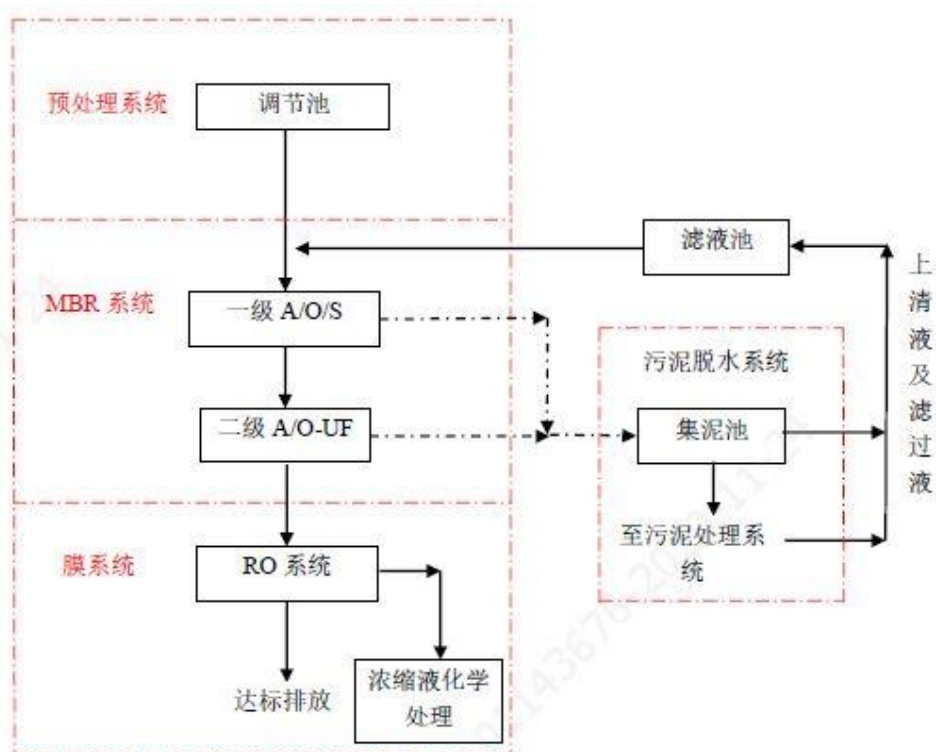 预处理系统
调节池
滤液池
上清液及滤过液
MBR 系统
一级 A/O/S
污泥脱水系统
二级 A/O-UF
集泥池
至污泥处理系
统
膜系统
RO 系统
达标排放
浓缩液化学
处理